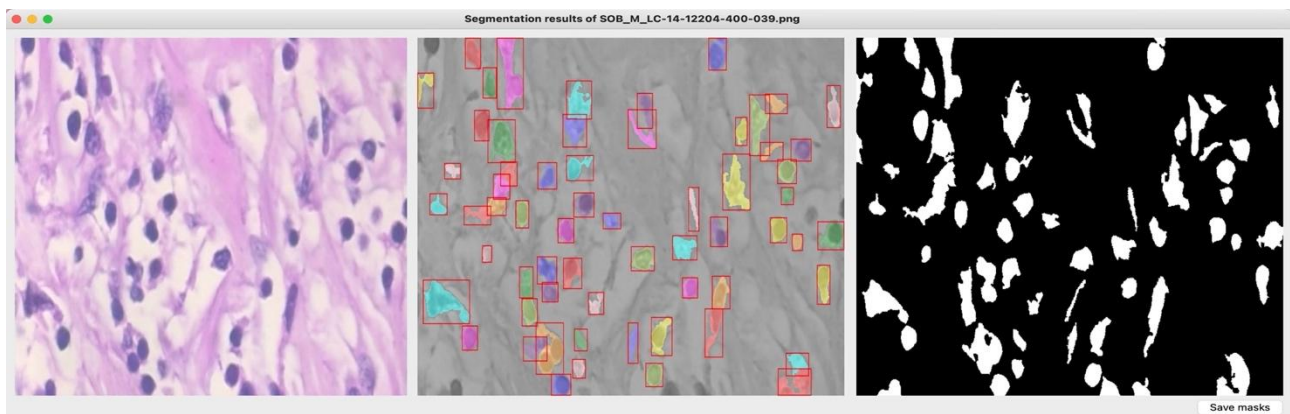 Segmentation results of SOB_M_LC-14-12204-400-039.png
Save masks